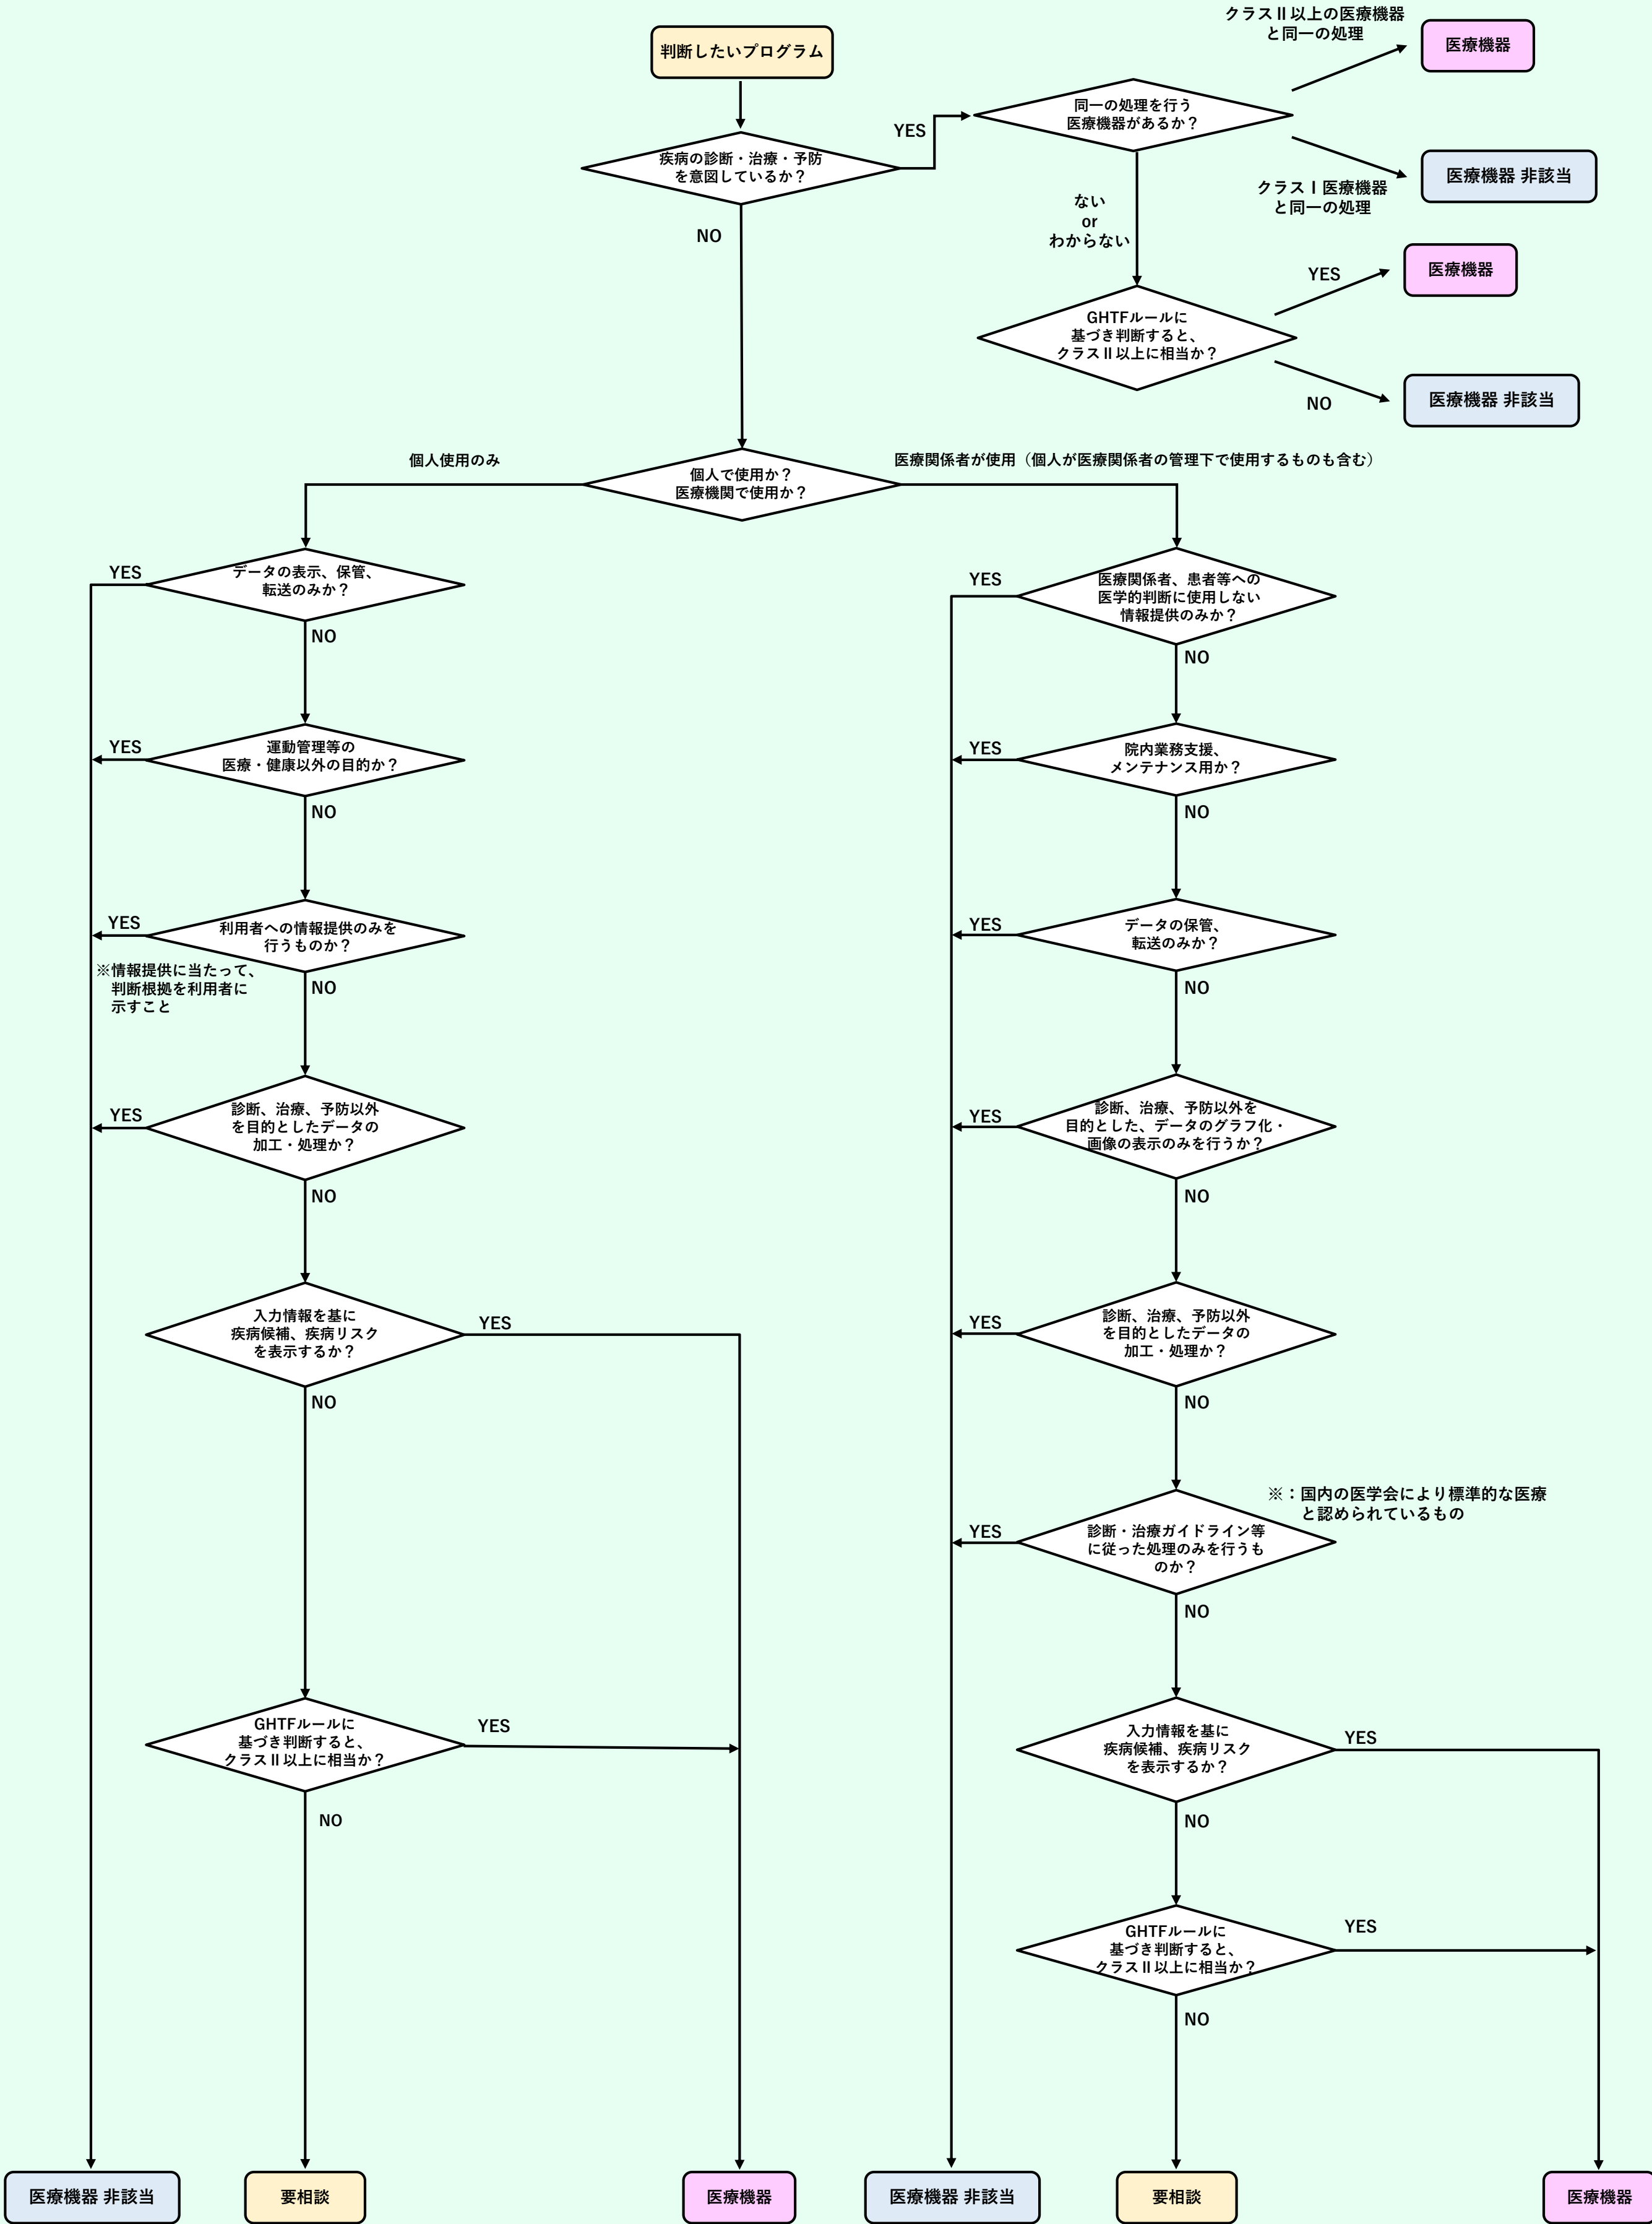 判断したいプログラム
疾病の診断・治療・予防
を意図しているか？
YES
同一の処理を行う
医療機器があるか？
クラスⅡ以上の医療機器
と同一の処理
医療機器
クラスⅠ医療機器
と同一の処理
医療機器 非該当
ない
or
わからない
GHTFルールに
基づき判断すると、
クラスⅡ以上に相当か？
YES
医療機器
NO
医療機器 非該当
NO
個人で使用か？
医療機関で使用か？
個人使用のみ
医療関係者が使用（個人が医療関係者の管理下で使用するものも含む）
データの表示、保管、
転送のみか？
YES
NO
運動管理等の
医療・健康以外の目的か？
YES
NO
利用者への情報提供のみを
行うものか？
YES
※情報提供に当たって、
判断根拠を利用者に
示すこと
NO
診断、治療、予防以外
を目的としたデータの
加工・処理か？
YES
NO
入力情報を基に
疾病候補、疾病リスク
を表示するか？
YES
NO
GHTFルールに
基づき判断すると、
クラスⅡ以上に相当か？
YES
NO
医療機器 非該当
要相談
医療機器
医療関係者、患者等への
医学的判断に使用しない
情報提供のみか？
YES
NO
院内業務支援、
メンテナンス用か？
YES
NO
データの保管、
転送のみか？
YES
NO
診断、治療、予防以外を
目的とした、データのグラフ化・
画像の表示のみを行うか？
YES
NO
診断、治療、予防以外
を目的としたデータの
加工・処理か？
YES
NO
※：国内の医学会により標準的な医療
と認められているもの
診断・治療ガイドライン等
に従った処理のみを行うも
のか？
YES
NO
入力情報を基に
疾病候補、疾病リスク
を表示するか？
YES
NO
GHTFルールに
基づき判断すると、
クラスⅡ以上に相当か？
YES
NO
医療機器 非該当
要相談
医療機器